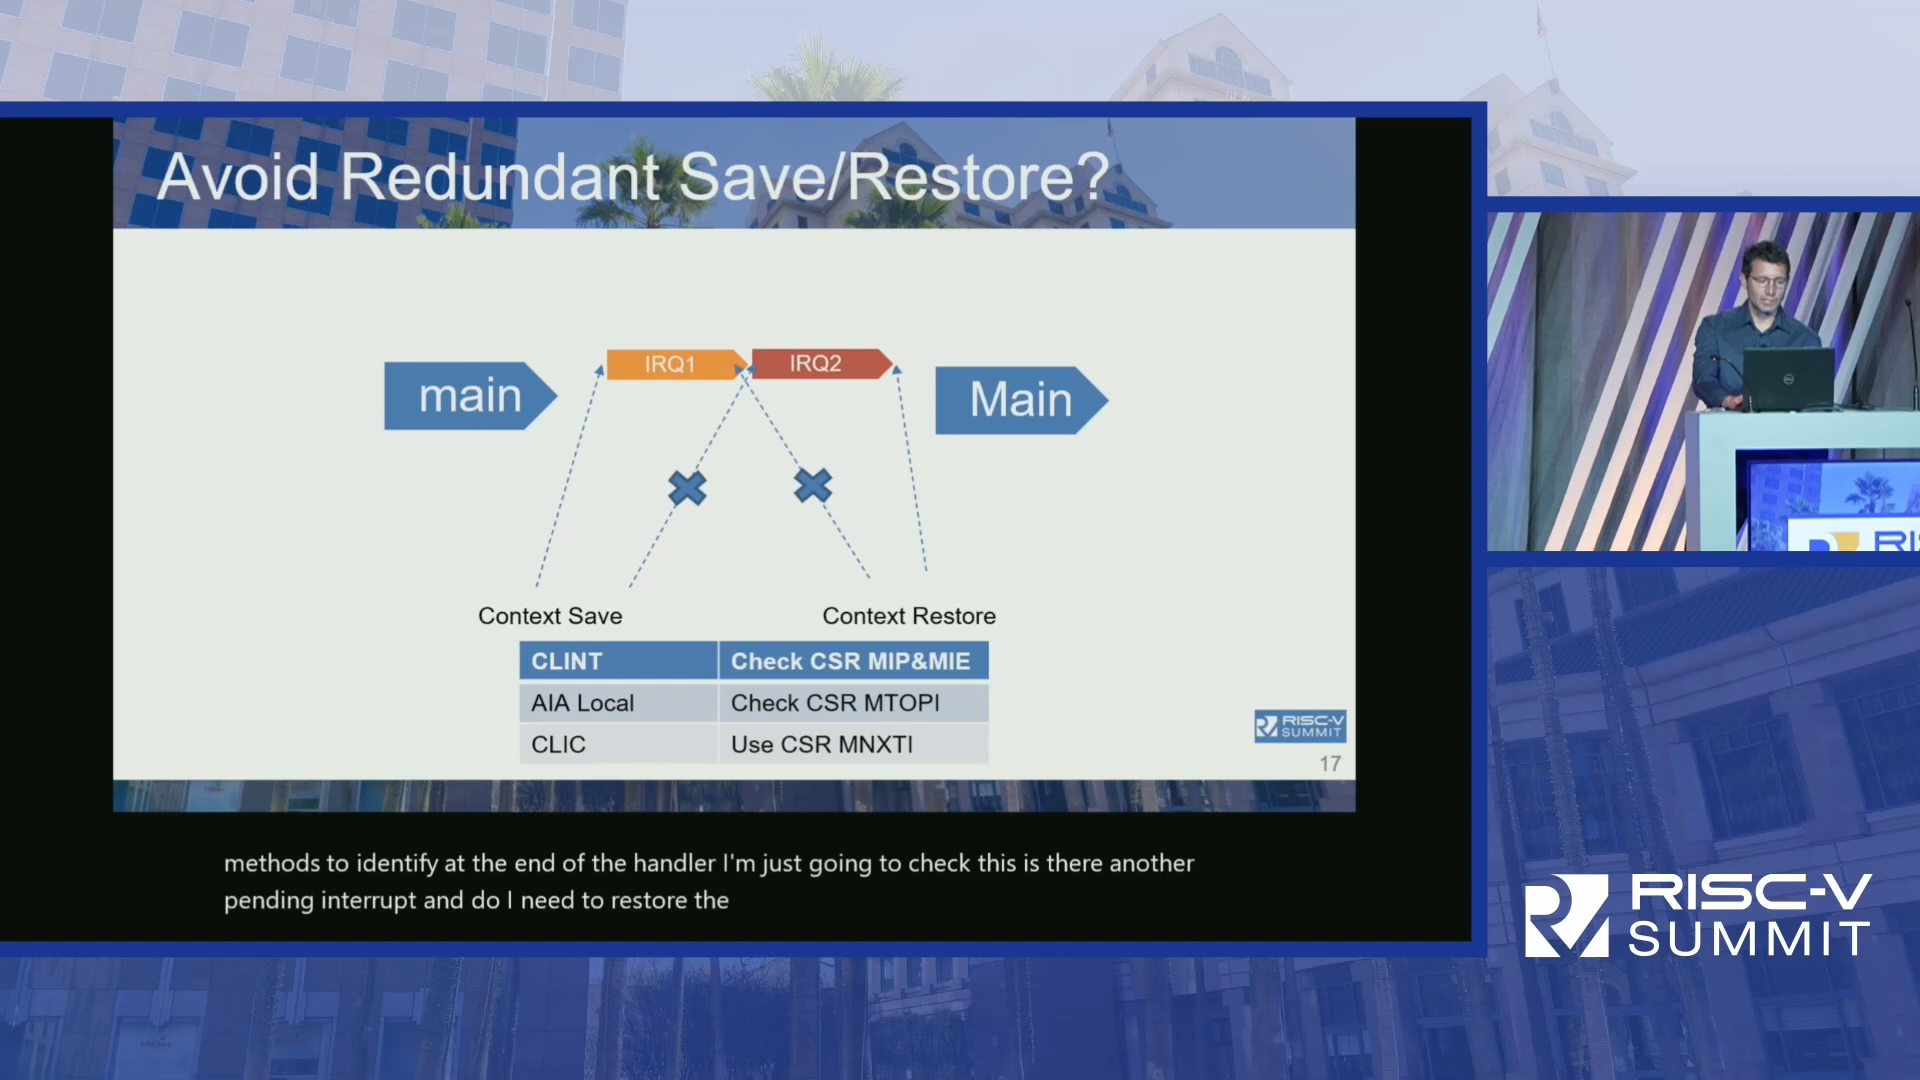 Avoid Redundant Save/Restore?
IRQ1
IRQ2
main
Main
Context Save
Context Restore
CLINT
Check CSR MIP&MIE
AIA Local
Check CSR MTOPI
CLIC
Use CSR MNXTI
RISC-V
SUMMIT
17
methods to identify at the end of the handler I'm just going to check this is there another
pending interrupt and do I need to restore the
RISC-V
SUMMIT